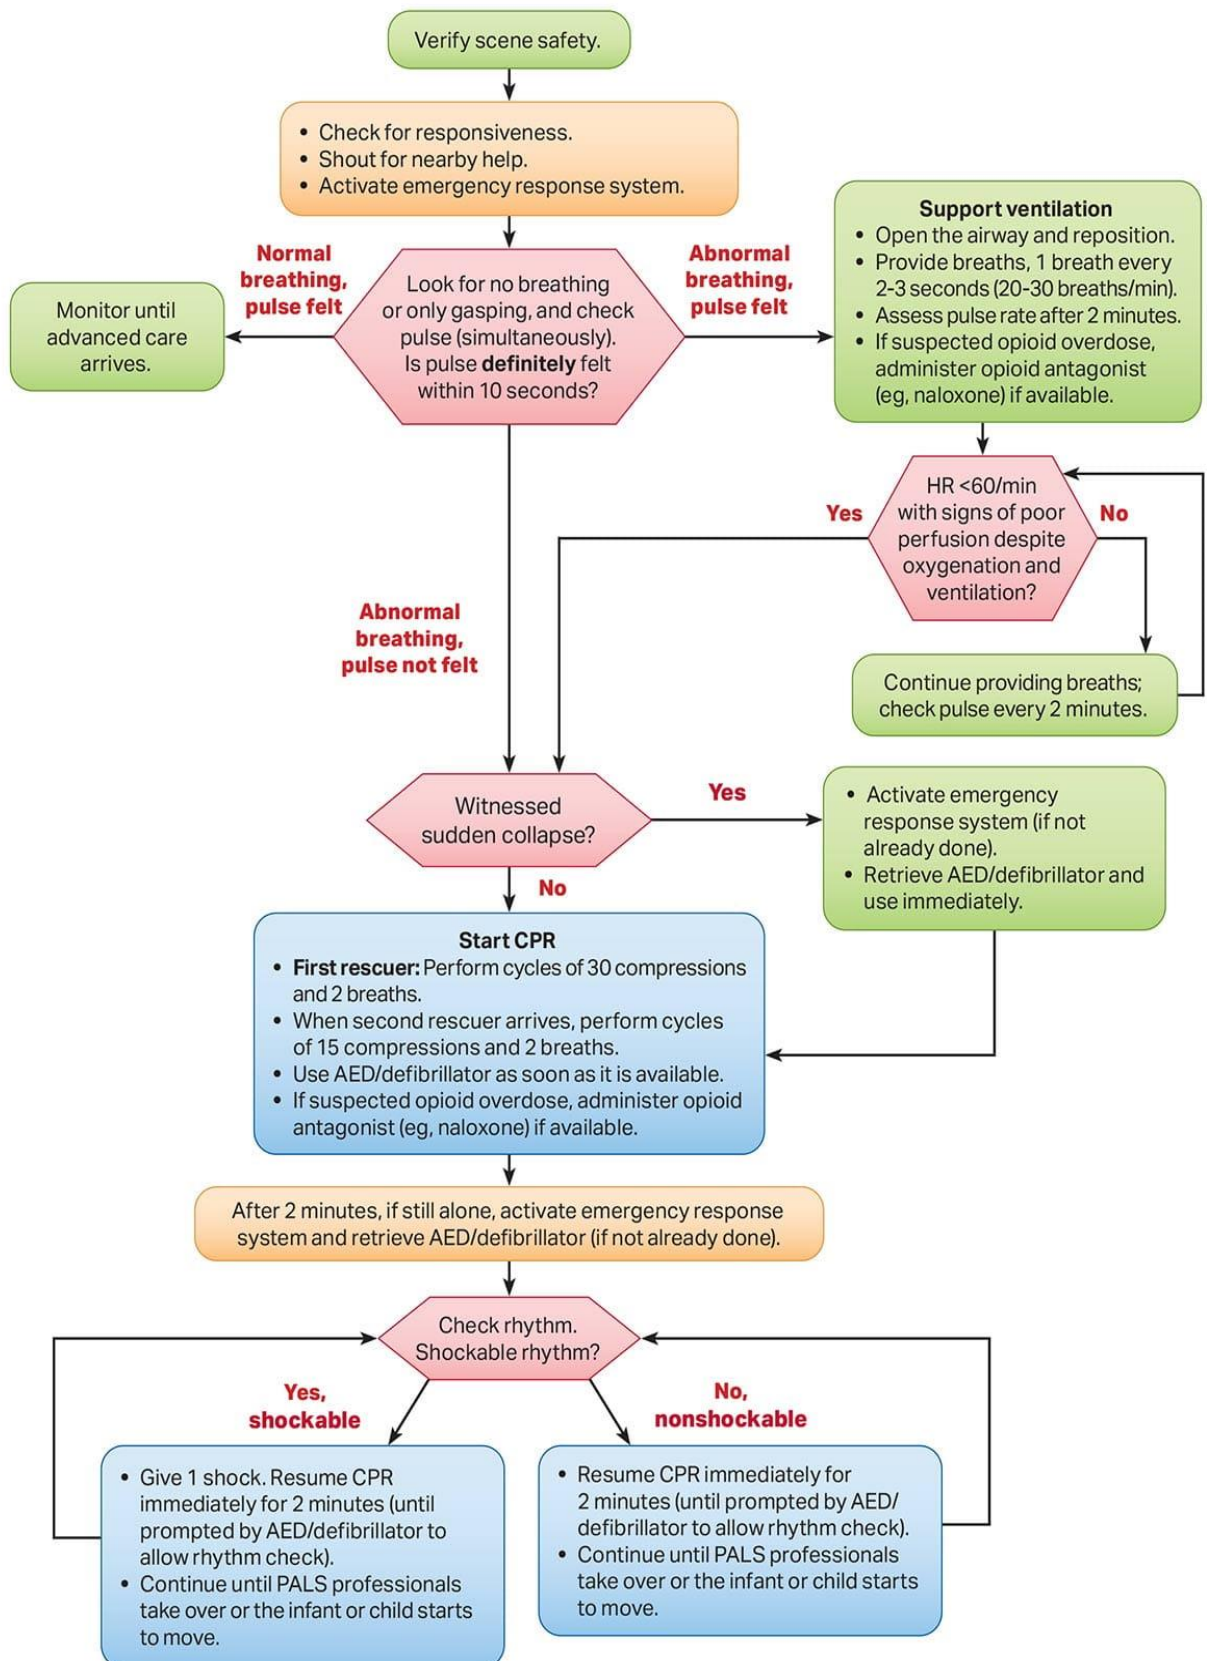 Verify scene safety.
• Check for responsiveness.
• Shout for nearby help.
• Activate emergency response system.
Normal
breathing,
pulse felt
Look for no breathing
or only gasping, and check
pulse (simultaneously).
Is pulse definitely felt
within 10 seconds?
Abnormal
breathing,
pulse felt
Monitor until
advanced care
arrives.
Support ventilation
• Open the airway and reposition.
• Provide breaths, 1 breath every
2-3 seconds (20-30 breaths/min).
• Assess pulse rate after 2 minutes.
• If suspected opioid overdose,
administer opioid antagonist
(eg, naloxone) if available.
Yes
HR <60/min
with signs of poor
perfusion despite
oxygenation and
ventilation?
No
Abnormal
breathing,
pulse not felt
Continue providing breaths;
check pulse every 2 minutes.
Witnessed
sudden collapse?
Yes
• Activate emergency
response system (if not
already done).
• Retrieve AED/defibrillator and
use immediately.
No
Start CPR
• First rescuer: Perform cycles of 30 compressions
and 2 breaths.
• When second rescuer arrives, perform cycles
of 15 compressions and 2 breaths.
• Use AED/defibrillator as soon as it is available.
• If suspected opioid overdose, administer opioid
antagonist (eg, naloxone) if available.
After 2 minutes, if still alone, activate emergency response
system and retrieve AED/defibrillator (if not already done).
Check rhythm.
Shockable rhythm?
Yes,
shockable
No,
nonshockable
• Give 1 shock. Resume CPR
immediately for 2 minutes (until
prompted by AED/defibrillator to
allow rhythm check).
• Continue until PALS professionals
take over or the infant or child starts
to move.
• Resume CPR immediately for
2 minutes (until prompted by AED/
defibrillator to allow rhythm check).
• Continue until PALS professionals
take over or the infant or child starts
to move.